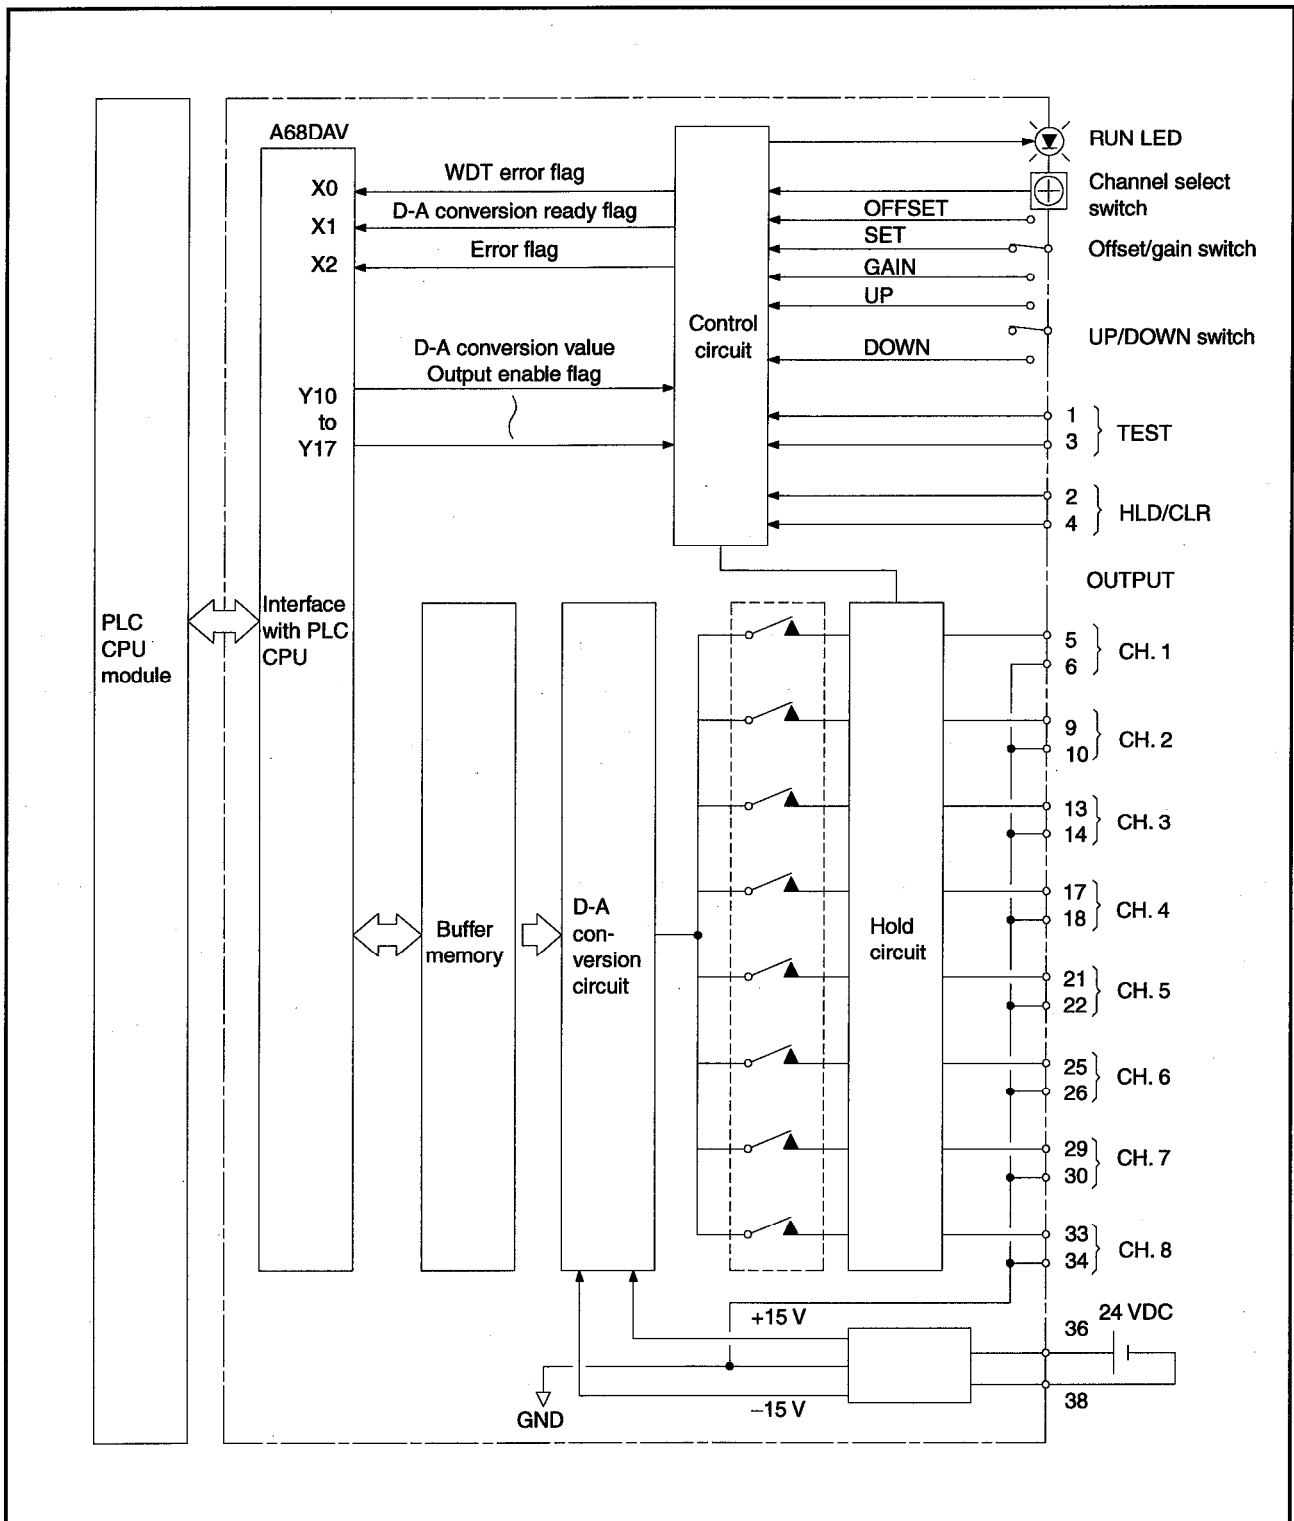 A68DAV
X0
X1
X2
Y10
to
Y17
WDT error flag
D-A conversion ready flag
Error flag
D-A conversion value
Output enable flag
Control
circuit
OFFSET
SET
GAIN
UP
DOWN
RUN LED
Channel select
switch
Offset/gain switch
UP/DOWN switch
1
3
TEST
2
4
HLD/CLR
OUTPUT
PLC
CPU
module
Interface
with PLC
CPU
Buffer
memory
D-A
con-
version
circuit
Hold
circuit
5
6
CH. 1
9
10
CH. 2
13
14
CH. 3
17
18
CH. 4
21
22
CH. 5
25
26
CH. 6
29
30
CH. 7
33
34
CH. 8
+15 V
36
24 VDC
–15 V
38
GND